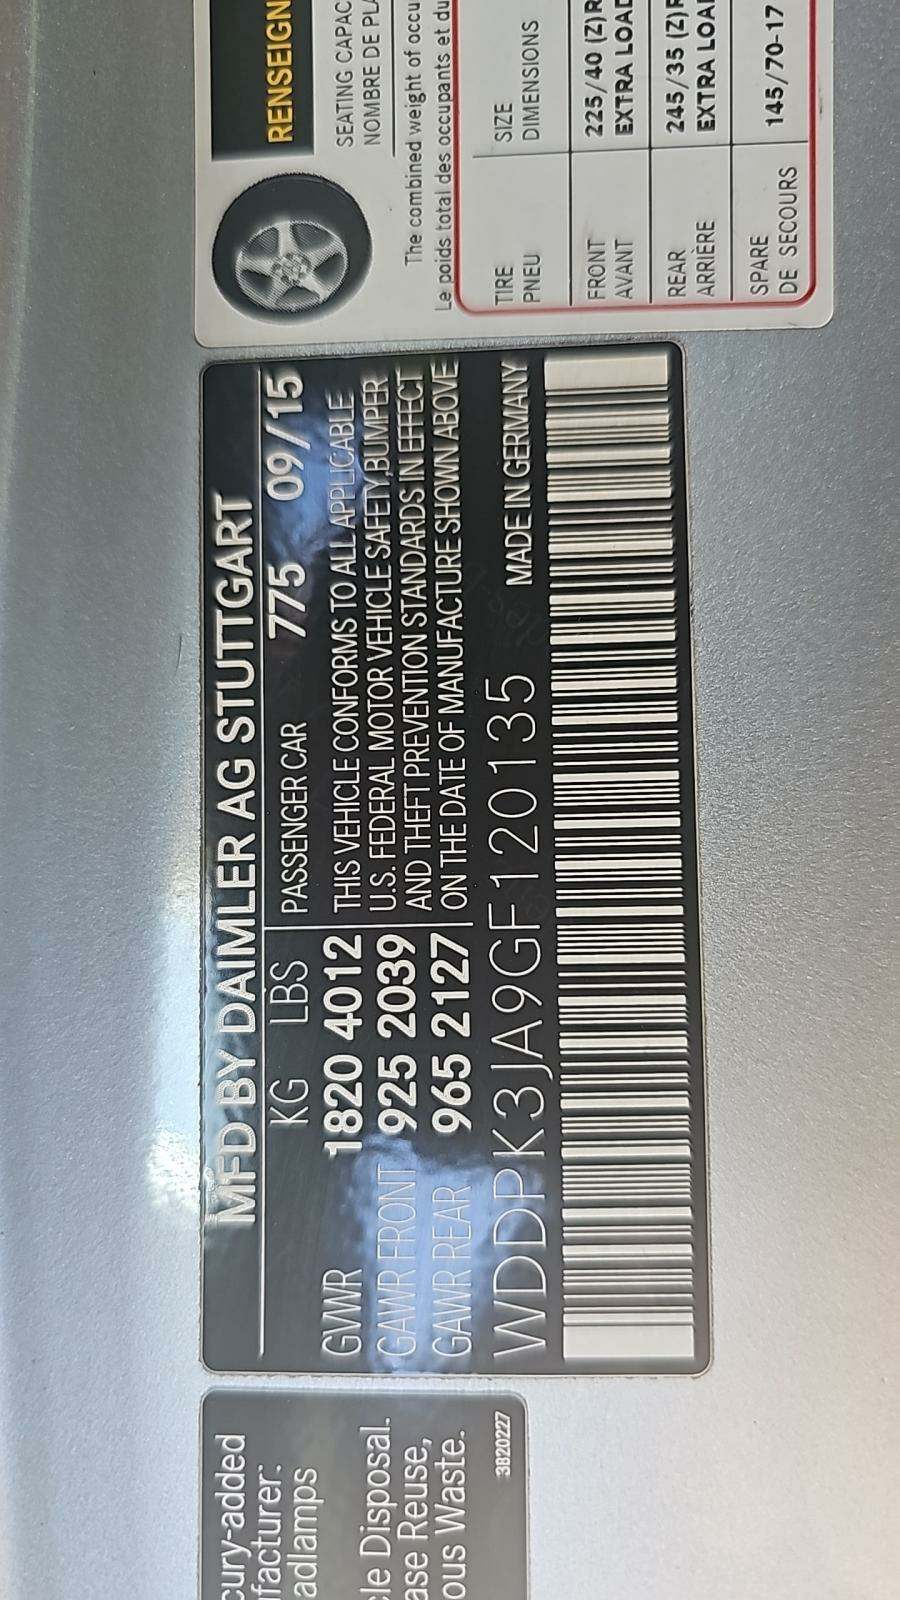 cury-added
facturer:
adlamps
cle Disposal.
ase Reuse,
ous Waste.
3820227
MFD BY DAIMLER AG STUTTGART
KG LBS PASSENGER CAR 775 09/15
GVWR 1820 4012 THIS VEHICLE CONFORMS TO ALL APPLICABLE
GAWR FRONT 925 2039 U.S. FEDERAL MOTOR VEHICLE SAFETY,BUMPER
AND THEFT PREVENTION STANDARDS IN EFFECT
GAWR REAR 965 2127 ON THE DATE OF MANUFACTURE SHOWN ABOVE
WDDPK3JA9GF120135 MADE IN GERMANY
RENSEIGN
SEATING CAPAC
NOMBRE DE PLA
The combined weight of occu
Le poids total des occupants et du
TIRE SIZE
PNEU DIMENSIONS
FRONT 225/40 (Z)R
AVANT EXTRA LOAD
REAR 245/35 (Z)R
ARRIÈRE EXTRA LOAD
SPARE 145/70-17
DE SECOURS